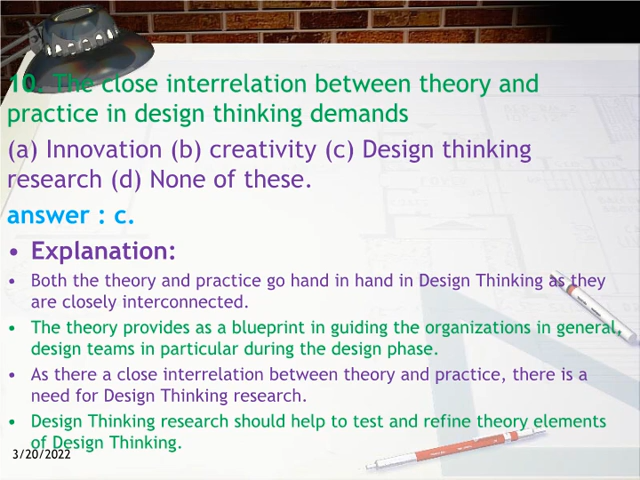 10. The close interrelation between theory and
practice in design thinking demands
(a) Innovation (b) creativity (c) Design thinking
research (d) None of these.
answer : c.
• Explanation:
• Both the theory and practice go hand in hand in Design Thinking as they
are closely interconnected.
• The theory provides as a blueprint in guiding the organizations in general,
design teams in particular during the design phase.
• As there a close interrelation between theory and practice, there is a
need for Design Thinking research.
• Design Thinking research should help to test and refine theory elements
of Design Thinking.
3/20/2022